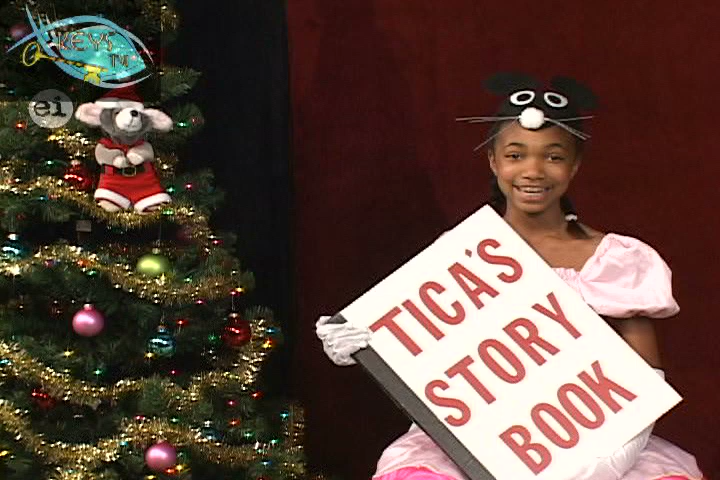 KEYS
TV
ei
TICA'S
STORY
BOOK